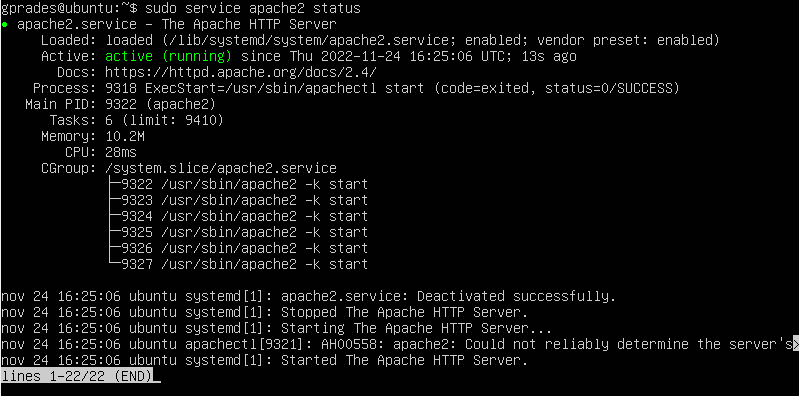 gprades@ubuntu:~$ sudo service apache2 status
● apache2.service - The Apache HTTP Server
Loaded: loaded (/lib/systemd/system/apache2.service; enabled; vendor preset: enabled)
Active: active (running) since Thu 2022-11-24 16:25:06 UTC; 13s ago
Docs: https://httpd.apache.org/docs/2.4/
Process: 9318 ExecStart=/usr/sbin/apachectl start (code=exited, status=0/SUCCESS)
Main PID: 9322 (apache2)
Tasks: 6 (limit: 9410)
Memory: 10.2M
CPU: 28ms
CGroup: /system.slice/apache2.service
├─9322 /usr/sbin/apache2 -k start
├─9323 /usr/sbin/apache2 -k start
├─9324 /usr/sbin/apache2 -k start
├─9325 /usr/sbin/apache2 -k start
├─9326 /usr/sbin/apache2 -k start
└─9327 /usr/sbin/apache2 -k start
nov 24 16:25:06 ubuntu systemd[1]: apache2.service: Deactivated successfully.
nov 24 16:25:06 ubuntu systemd[1]: Stopped The Apache HTTP Server.
nov 24 16:25:06 ubuntu systemd[1]: Starting The Apache HTTP Server...
nov 24 16:25:06 ubuntu apachectl[9321]: AH00558: apache2: Could not reliably determine the server's>
nov 24 16:25:06 ubuntu systemd[1]: Started The Apache HTTP Server.
lines 1-22/22 (END)